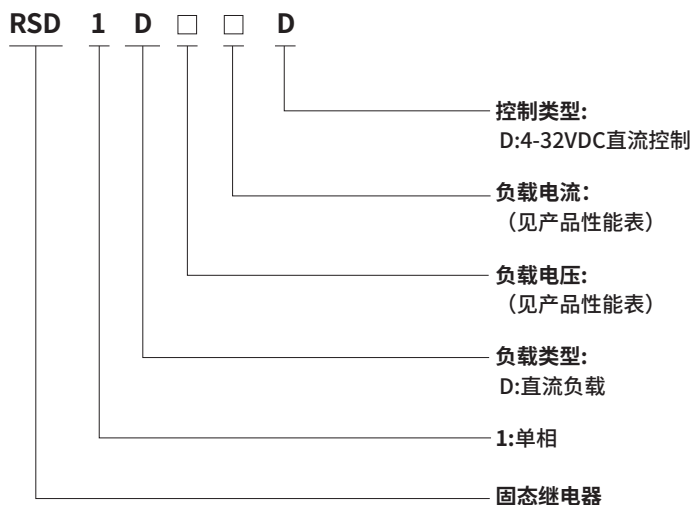 RSD 1 D □ □ D
控制类型:
D:4-32VDC直流控制
负载电流:
（见产品性能表）
负载电压:
（见产品性能表）
负载类型:
D:直流负载
1:单相
固态继电器